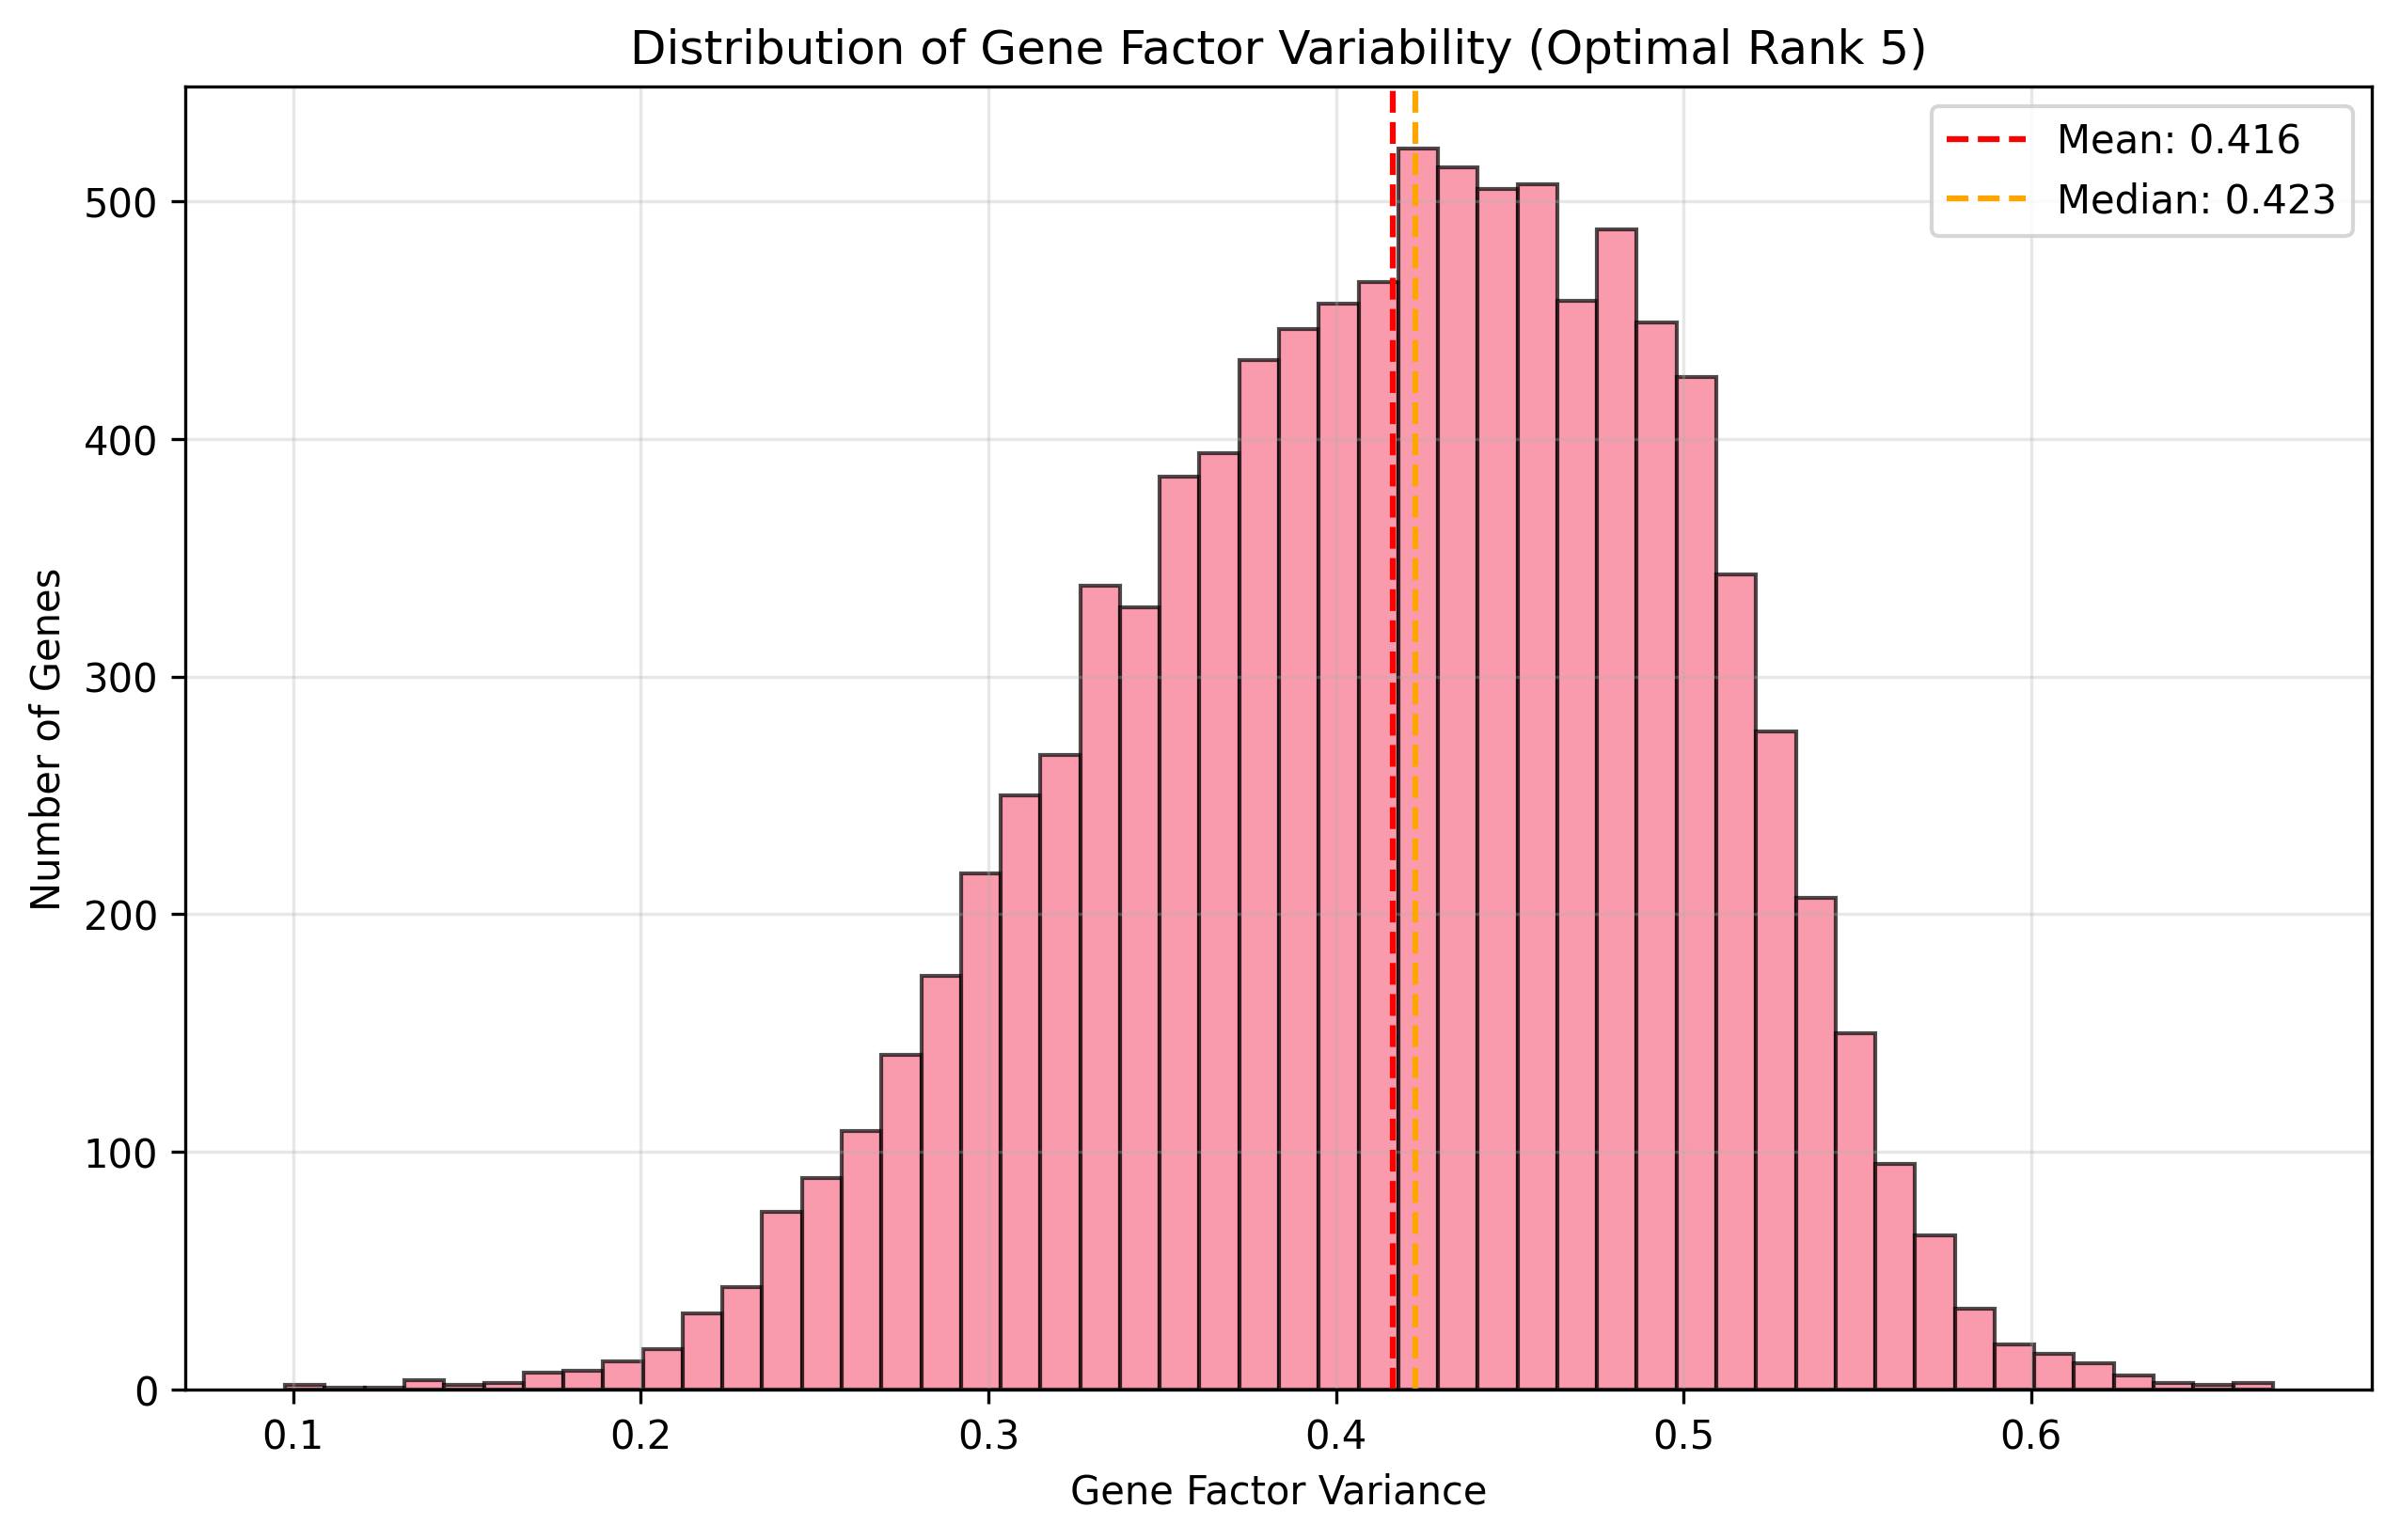 Distribution of Gene Factor Variability (Optimal Rank 5)
Mean: 0.416
Median: 0.423
Number of Genes
500
400
300
200
100
0
0.1 0.2 0.3 0.4 0.5 0.6
Gene Factor Variance